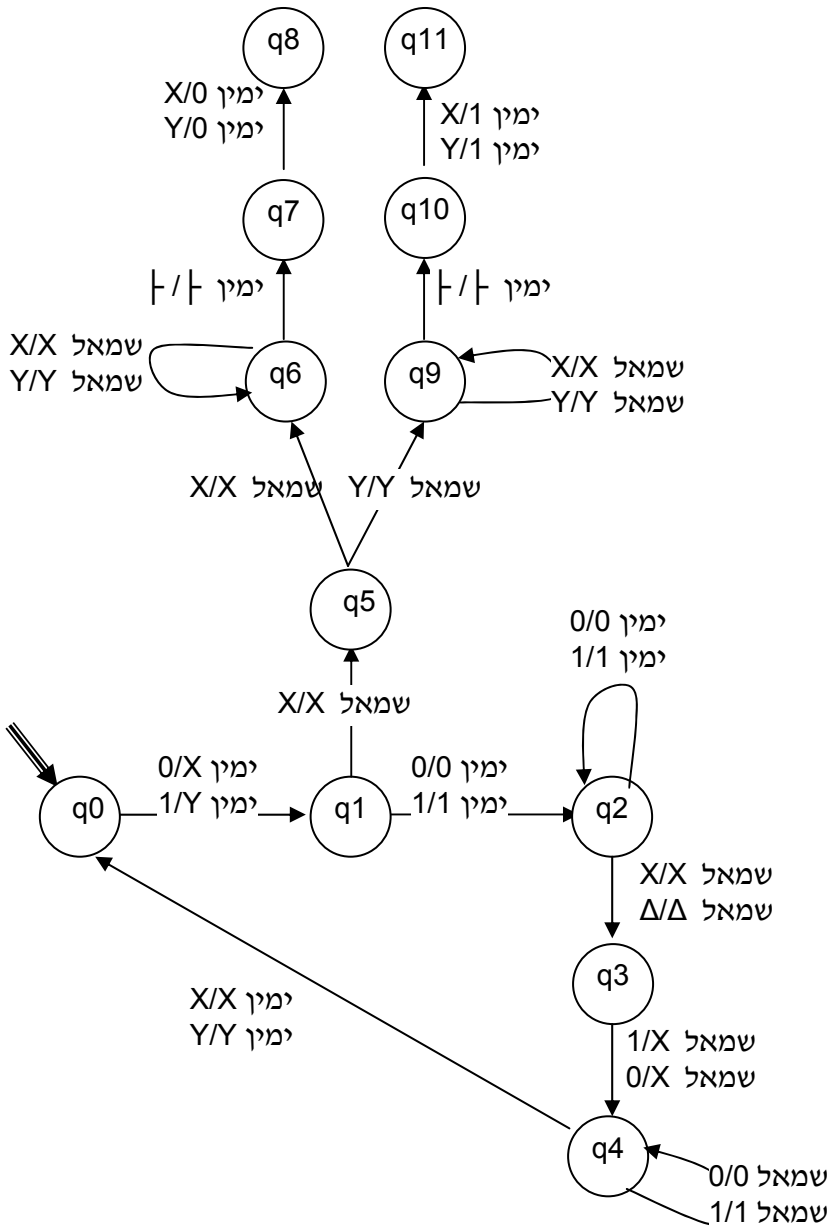 q8
q11
X/0 ימין
Y/0 ימין
X/1 ימין
Y/1 ימין
q7
q10
├ / ├ ימין
├ / ├ ימין
X/X שמאל
Y/Y שמאל
q6
q9
X/X שמאל
Y/Y שמאל
X/X שמאל
Y/Y שמאל
q5
0/0 ימין
1/1 ימין
X/X שמאל
0/X ימין
1/Y ימין
0/0 ימין
1/1 ימין
q0
q1
q2
X/X שמאל
Δ/Δ שמאל
q3
X/X ימין
Y/Y ימין
1/X שמאל
0/X שמאל
q4
0/0 שמאל
1/1 שמאל